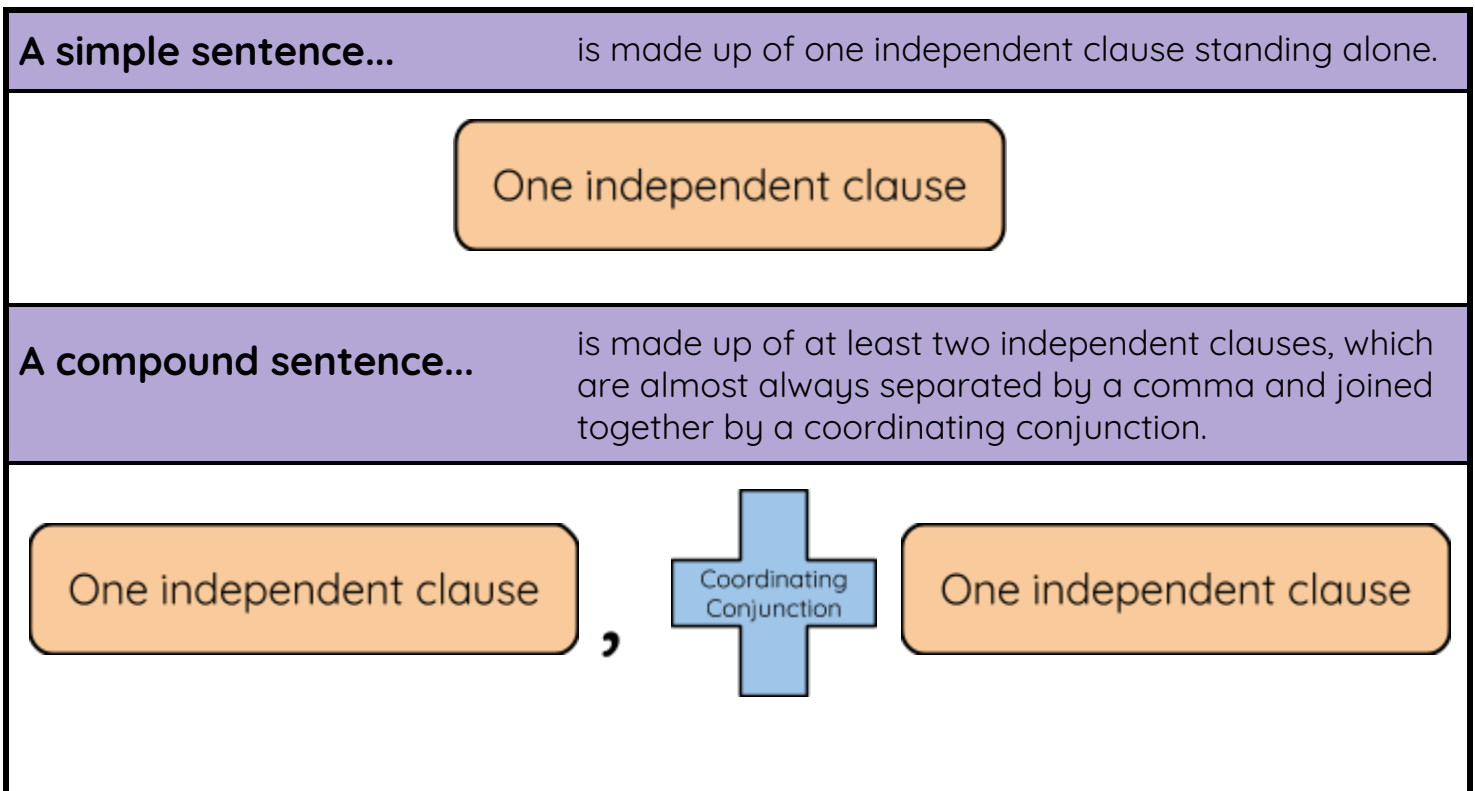 A simple sentence...
is made up of one independent clause standing alone.
One independent clause
A compound sentence...
is made up of at least two independent clauses, which
are almost always separated by a comma and joined
together by a coordinating conjunction.
One independent clause
,
Coordinating
Conjunction
One independent clause